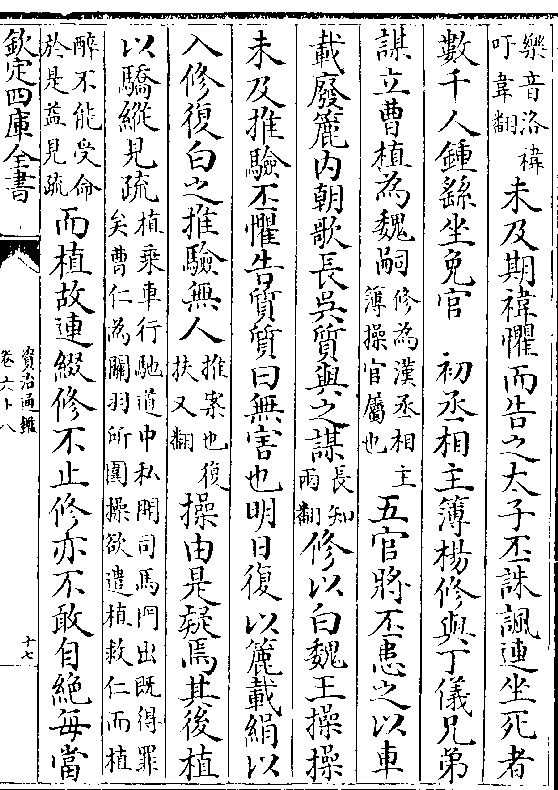 樂音洛褘
吁韋翻
未及期褘懼而告之太子丕誅諷連坐死者
數千人鍾繇坐免官　初丞相主簿楊修與丁儀兄弟
謀立曹植為魏嗣
修為漢丞相主
簿操官屬也
五官將丕患之以車
載廢簏内朝歌長吳質與之謀
長知
兩翻
修以白魏王操操
未及推驗丕懼告質質曰無害也明日復以簏載絹以
入修復白之推驗無人
推案也復
扶又翻
操由是疑焉其後植
以驕縱見疏
植乘車行馳道中私開司馬門出既得罪
矣曹仁為關羽所圍操欲遣植救仁而植
醉不能受命
於是益見疏
而植故連綴修不止修亦不敢自絶每當
欽定四庫全書
資治通鑑
卷六十八
十七